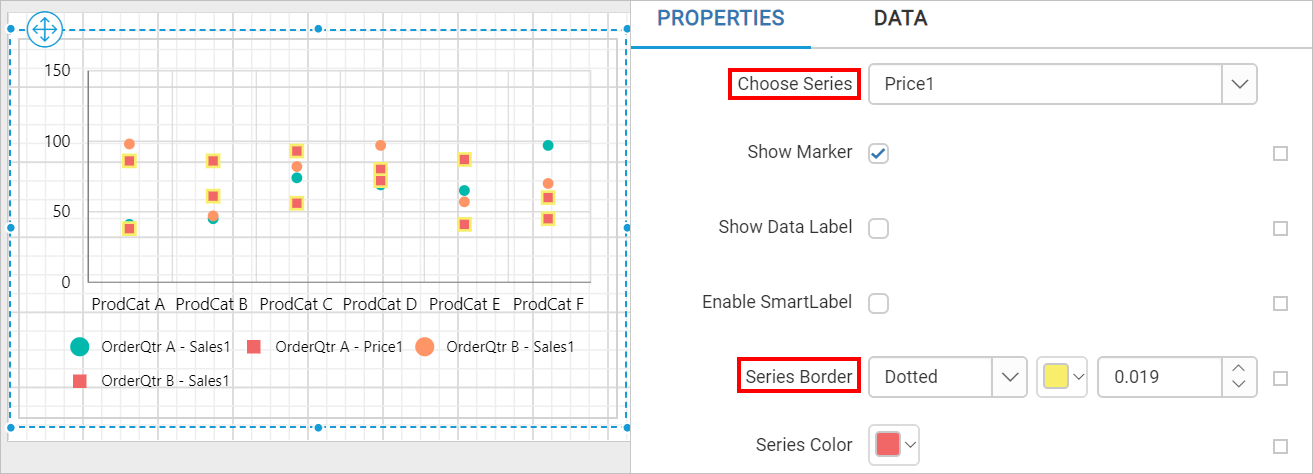 PROPERTIES DATA
150
100
50
0
ProdCat A ProdCat B ProdCat C ProdCat D ProdCat E ProdCat F
OrderQtr A - Sales1 OrderQtr A - Price1 OrderQtr B - Sales1
OrderQtr B - Sales1
Choose Series Price1
Show Marker
Show Data Label
Enable SmartLabel
Series Border Dotted 0.019
Series Color